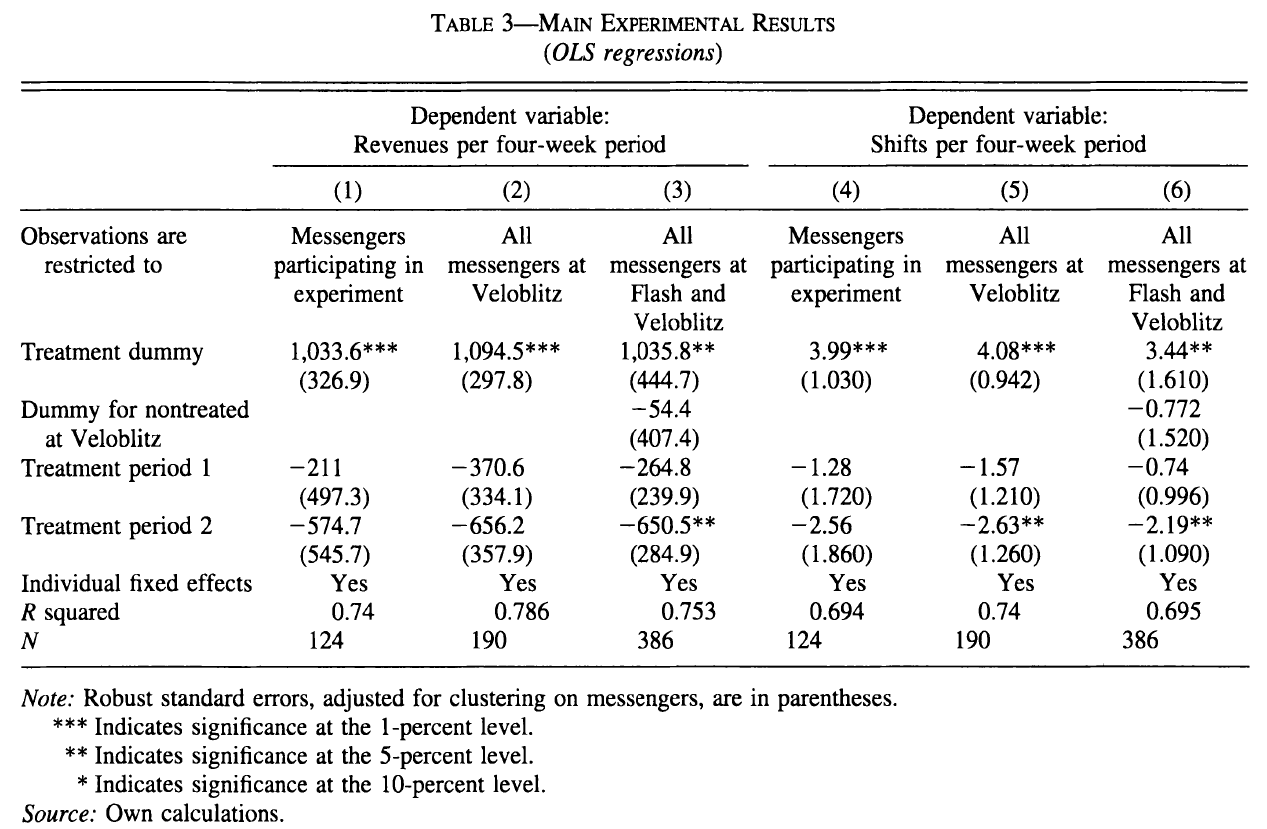 TABLE 3—MAIN EXPERIMENTAL RESULTS
(OLS regressions)
Dependent variable: Dependent variable:
Revenues per four-week period Shifts per four-week period
(1) (2) (3) (4) (5) (6)
Observations are Messengers All All Messengers All All
restricted to participating in messengers at messengers at participating in messengers at messengers at
experiment Veloblitz Flash and experiment Veloblitz Flash and
Veloblitz Veloblitz
Treatment dummy 1,033.6*** 1,094.5*** 1,035.8** 3.99*** 4.08*** 3.44**
(326.9) (297.8) (444.7) (1.030) (0.942) (1.610)
Dummy for nontreated −54.4 −0.772
at Veloblitz (407.4) (1.520)
Treatment period 1 −211 −370.6 −264.8 −1.28 −1.57 −0.74
(497.3) (334.1) (239.9) (1.720) (1.210) (0.996)
Treatment period 2 −574.7 −656.2 −650.5** −2.56 −2.63** −2.19**
(545.7) (357.9) (284.9) (1.860) (1.260) (1.090)
Individual fixed effects Yes Yes Yes Yes Yes Yes
R squared 0.74 0.786 0.753 0.694 0.74 0.695
N 124 190 386 124 190 386
Note: Robust standard errors, adjusted for clustering on messengers, are in parentheses.
*** Indicates significance at the 1-percent level.
** Indicates significance at the 5-percent level.
* Indicates significance at the 10-percent level.
Source: Own calculations.